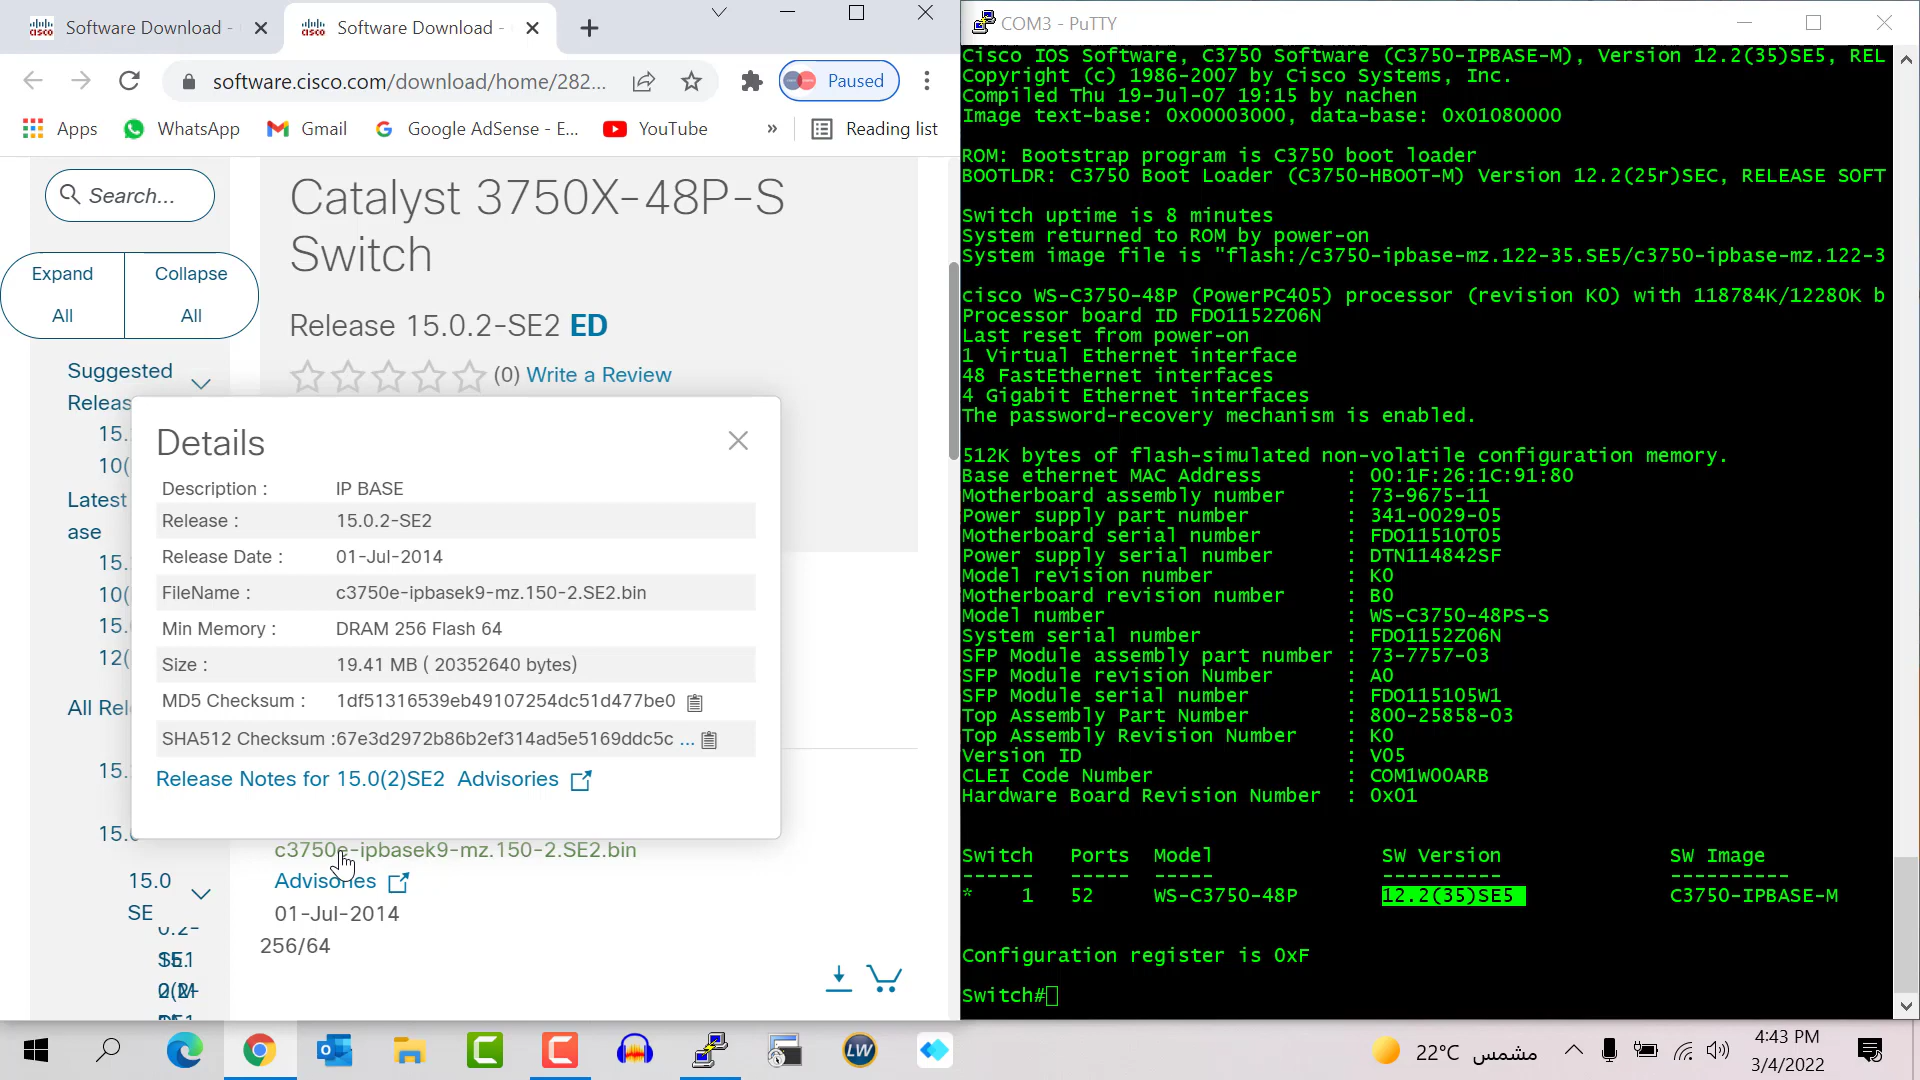 Software Download -
Software Download -
software.cisco.com/download/home/282...
Paused
Apps
WhatsApp
Gmail
Google AdSense - E...
YouTube
»
Reading list
Search...
Expand All
Collapse All
Suggested
Releas
15.
10(
Latest
ase
15.
10(
15.
12(
All Rel
15.
15.
15.0
SE
Catalyst 3750X-48P-S
Switch
Release 15.0.2-SE2 ED
(0) Write a Review
Details
Description : IP BASE
Release : 15.0.2-SE2
Release Date : 01-Jul-2014
FileName : c3750e-ipbasek9-mz.150-2.SE2.bin
Min Memory : DRAM 256 Flash 64
Size : 19.41 MB ( 20352640 bytes)
MD5 Checksum : 1df51316539eb49107254dc51d477be0
SHA512 Checksum :67e3d2972b86b2ef314ad5e5169ddc5c ...
Release Notes for 15.0(2)SE2 Advisories
c3750e-ipbasek9-mz.150-2.SE2.bin
Advisories
01-Jul-2014
256/64
COM3 - PuTTY
Cisco IOS Software, C3750 Software (C3750-IPBASE-M), Version 12.2(35)SE5, REL
Copyright (c) 1986-2007 by Cisco Systems, Inc.
Compiled Thu 19-Jul-07 19:15 by nachen
Image text-base: 0x00003000, data-base: 0x01080000
ROM: Bootstrap program is C3750 boot loader
BOOTLDR: C3750 Boot Loader (C3750-HBOOT-M) Version 12.2(25r)SEC, RELEASE SOFT
Switch uptime is 8 minutes
System returned to ROM by power-on
System image file is "flash:/c3750-ipbase-mz.122-35.SE5/c3750-ipbase-mz.122-3
cisco WS-C3750-48P (PowerPC405) processor (revision K0) with 118784K/12280K b
Processor board ID FDO1152Z06N
Last reset from power-on
1 Virtual Ethernet interface
48 FastEthernet interfaces
4 Gigabit Ethernet interfaces
The password-recovery mechanism is enabled.
512K bytes of flash-simulated non-volatile configuration memory.
Base ethernet MAC Address : 00:1F:26:1C:91:80
Motherboard assembly number : 73-9675-11
Power supply part number : 341-0029-05
Motherboard serial number : FDO11510T05
Power supply serial number : DTN114842SF
Model revision number : K0
Motherboard revision number : B0
Model number : WS-C3750-48PS-S
System serial number : FDO1152Z06N
SFP Module assembly part number : 73-7757-03
SFP Module revision Number : A0
SFP Module serial number : FDO115105W1
Top Assembly Part Number : 800-25858-03
Top Assembly Revision Number : K0
Version ID : V05
CLEI Code Number : COM1W00ARB
Hardware Board Revision Number : 0x01
Switch Ports Model SW Version SW Image
------ ----- ----- ---------- ----------
* 1 52 WS-C3750-48P 12.2(35)SE5 C3750-IPBASE-M
Configuration register is 0xF
Switch#
LW
22°C مشمس
4:43 PM
3/4/2022